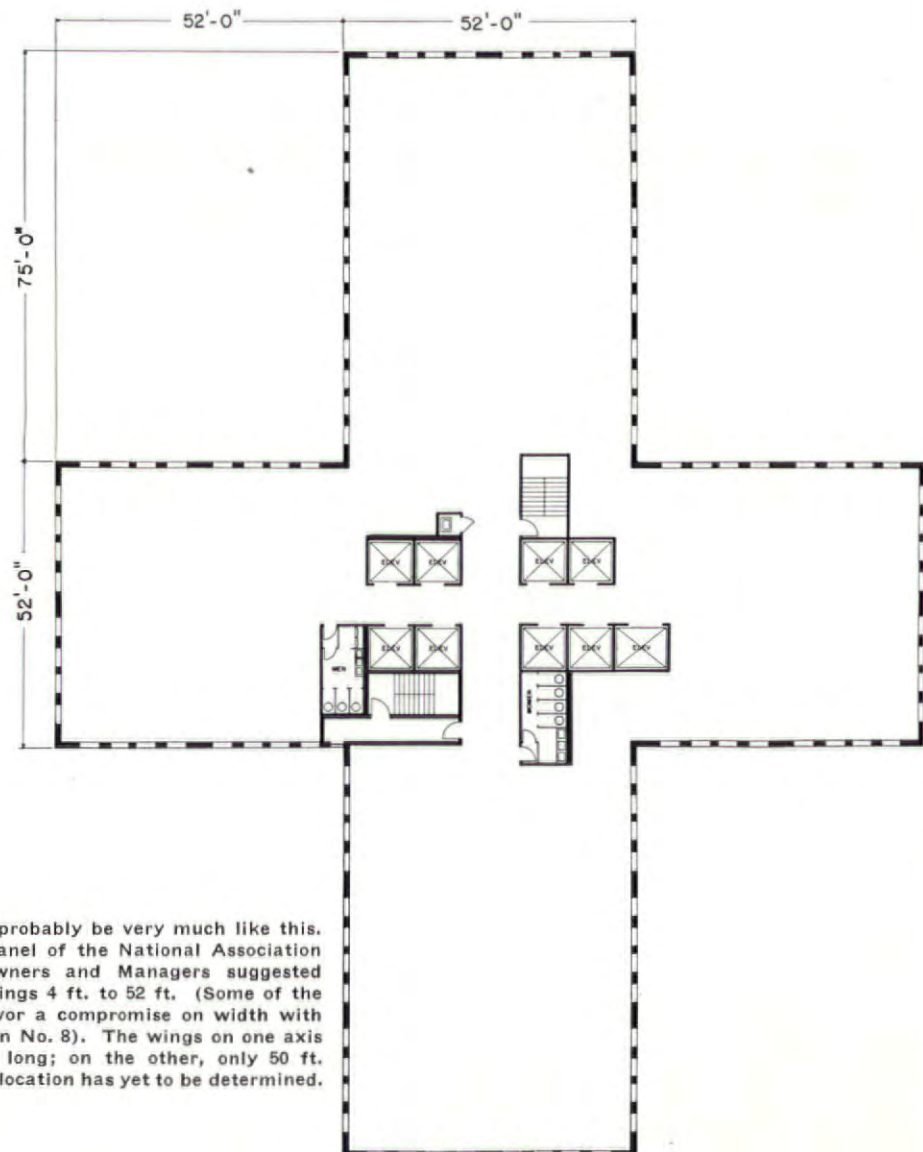 52'-0" 52'-0"
75'-0"
52'-0"
ELEV ELEV ELEV ELEV
ELEV ELEV ELEV ELEV ELEV
MEN
WOMEN
probably be very much like this.
anel of the National Association
wners and Managers suggested
ings 4 ft. to 52 ft. (Some of the
vor a compromise on width with
n No. 8). The wings on one axis
long; on the other, only 50 ft.
location has yet to be determined.